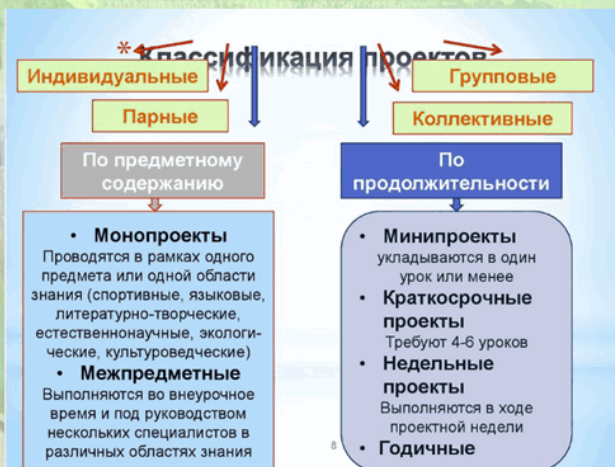 * Классификация проектов
Индивидуальные
Групповые
Парные
Коллективные
По предметному
содержанию
По
продолжительности
• Монопроекты
Проводятся в рамках одного
предмета или одной области
знания (спортивные, языковые,
литературно-творческие,
естественнонаучные, экологи-
ческие, культуроведческие)
• Межпредметные
Выполняются во внеурочное
время и под руководством
нескольких специалистов в
различных областях знания
• Минипроекты
укладываются в один
урок или менее
• Краткосрочные
проекты
Требуют 4-6 уроков
• Недельные
проекты
Выполняются в ходе
проектной недели
• Годичные
8